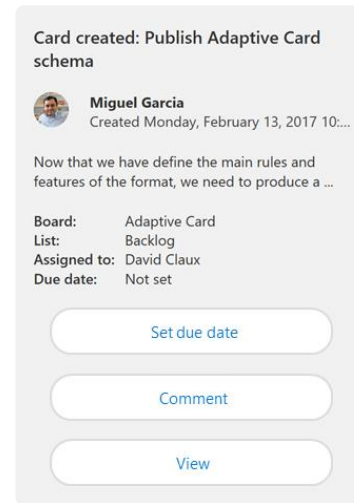 Card created: Publish Adaptive Card
schema
Miguel Garcia
Created Monday, February 13, 2017 10:...
Now that we have define the main rules and
features of the format, we need to produce a ...
Board: Adaptive Card
List: Backlog
Assigned to: David Claux
Due date: Not set
Set due date
Comment
View